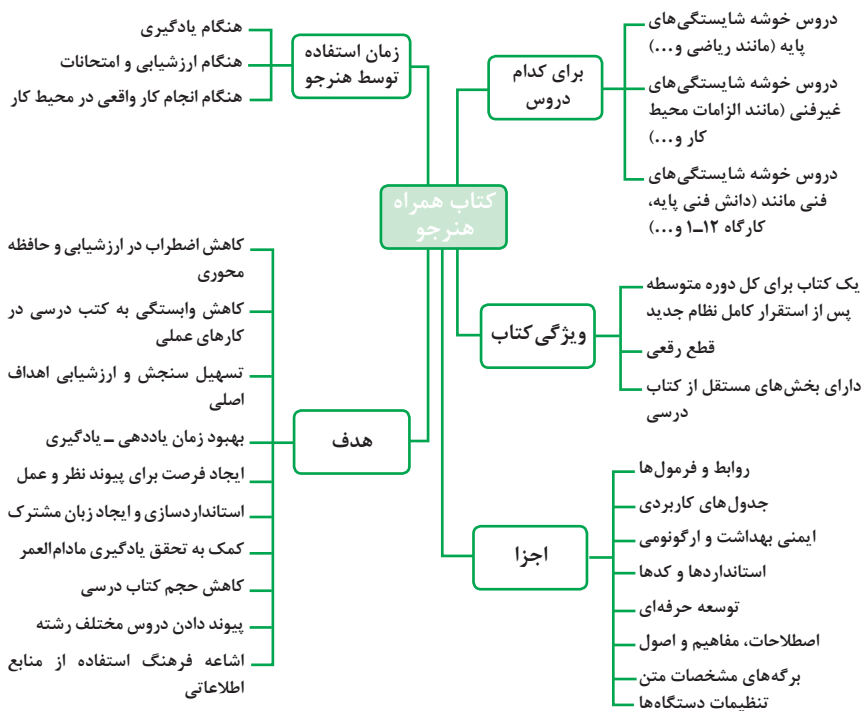 کتاب همراه
هنرجو
برای کدام
دروس
دروس خوشه شایستگی‌های
پایه (مانند ریاضی و...)
دروس خوشه شایستگی‌های
غیرفنی (مانند الزامات محیط
کار و...)
دروس خوشه شایستگی‌های
فنی مانند (دانش فنی پایه،
کارگاه ۱۲ـ۱ و...)
ویژگی کتاب
یک کتاب برای کل دوره متوسطه
پس از استقرار کامل نظام جدید
قطع رقعی
دارای بخش‌های مستقل از کتاب
درسی
اجزا
روابط و فرمول‌ها
جدول‌های کاربردی
ایمنی بهداشت و ارگونومی
استانداردها و کدها
توسعه حرفه‌ای
اصطلاحات، مفاهیم و اصول
برگه‌های مشخصات متن
تنظیمات دستگاه‌ها
زمان استفاده
توسط هنرجو
هنگام یادگیری
هنگام ارزشیابی و امتحانات
هنگام انجام کار واقعی در محیط کار
هدف
کاهش اضطراب در ارزشیابی و حافظه
محوری
کاهش وابستگی به کتب درسی در
کارهای عملی
تسهیل سنجش و ارزشیابی اهداف
اصلی
بهبود زمان یاددهی ـ یادگیری
ایجاد فرصت برای پیوند نظر و عمل
استانداردسازی و ایجاد زبان مشترک
کمک به تحقق یادگیری مادام‌العمر
کاهش حجم کتاب درسی
پیوند دادن دروس مختلف رشته
اشاعه فرهنگ استفاده از منابع
اطلاعاتی